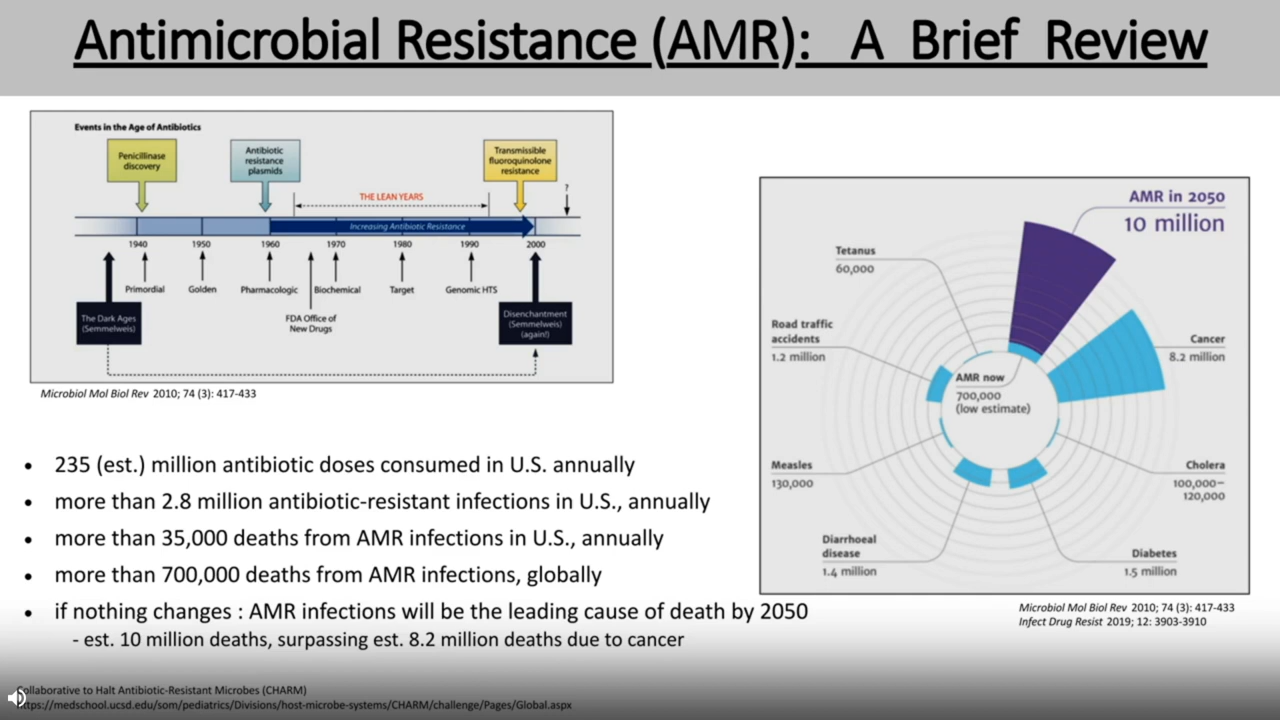 Antimicrobial Resistance (AMR): A Brief Review
Events in the Age of Antibiotics
Penicillinase
discovery
Antibiotic
resistance
plasmids
Transmissible
fluoroquinolone
resistance
?
THE LEAN YEARS
Increasing Antibiotic Resistance
1940 1950 1960 1970 1980 1990 2000
Primordial Golden Pharmacologic Biochemical Target Genomic HTS
FDA Office of
New Drugs
The Dark Ages
(Semmelweis)
Disenchantment
(Semmelweis)
(again!)
Microbiol Mol Biol Rev 2010; 74 (3): 417-433
• 235 (est.) million antibiotic doses consumed in U.S. annually
• more than 2.8 million antibiotic-resistant infections in U.S., annually
• more than 35,000 deaths from AMR infections in U.S., annually
• more than 700,000 deaths from AMR infections, globally
• if nothing changes : AMR infections will be the leading cause of death by 2050
- est. 10 million deaths, surpassing est. 8.2 million deaths due to cancer
AMR in 2050
10 million
Tetanus
60,000
Road traffic
accidents
1.2 million
Cancer
8.2 million
AMR now
700,000
(low estimate)
Measles
130,000
Cholera
100,000–
120,000
Diarrhoeal
disease
1.4 million
Diabetes
1.5 million
Microbiol Mol Biol Rev 2010; 74 (3): 417-433
Infect Drug Resist 2019; 12: 3903-3910
Collaborative to Halt Antibiotic-Resistant Microbes (CHARM)
https://medschool.ucsd.edu/som/pediatrics/Divisions/host-microbe-systems/CHARM/challenge/Pages/Global.aspx